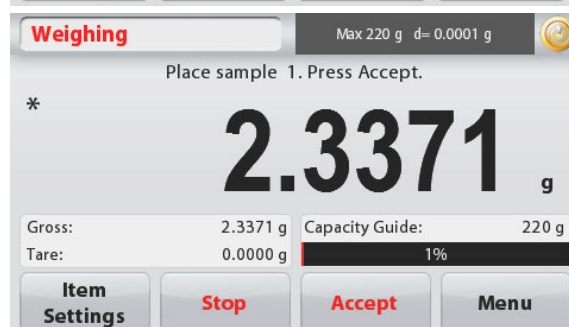 Weighing
Max 220 g d= 0.0001 g
Place sample 1. Press Accept.
*
2.3371 g
Gross: 2.3371 g Capacity Guide: 220 g
Tare: 0.0000 g 1%
Item Settings Stop Accept Menu